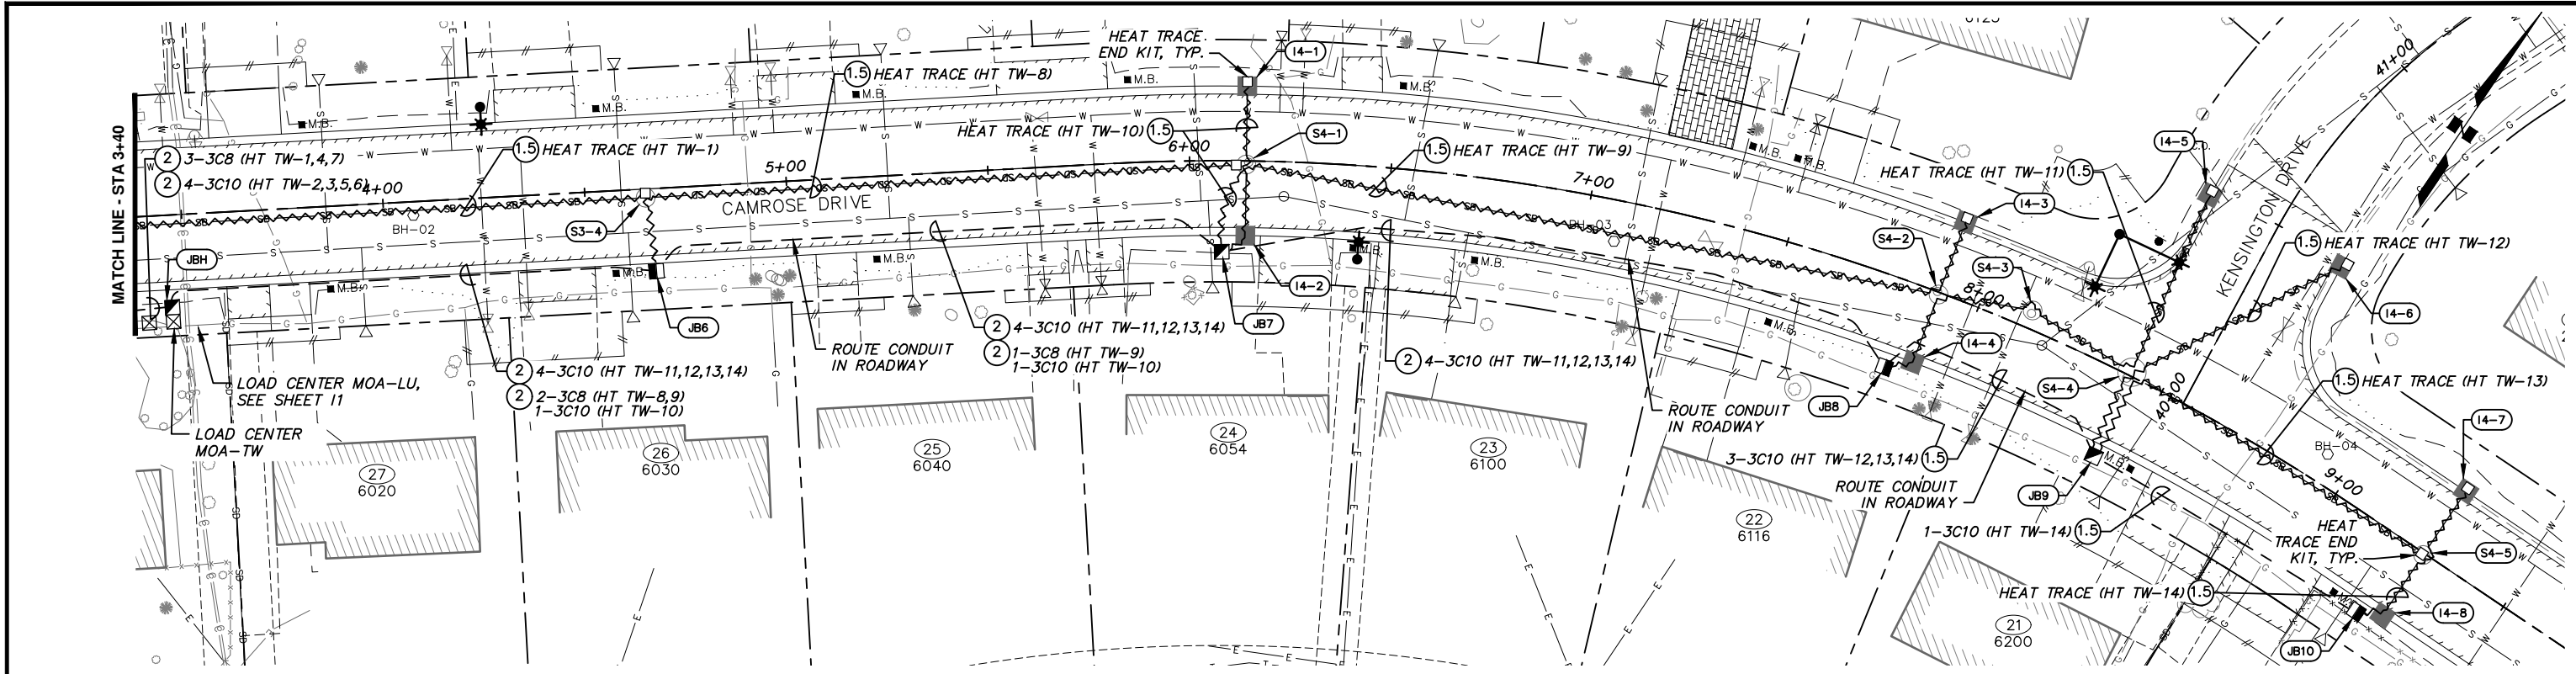 MATCH LINE - STA 3+40
2 3-3C8 (HT TW-1,4,7)
2 4-3C10 (HT TW-2,3,5,6)
4+00
BH-02
JBH
LOAD CENTER MOA-LU,
SEE SHEET I1
LOAD CENTER
MOA-TW
27
6020
1.5 HEAT TRACE (HT TW-1)
S3-4
JB6
2 4-3C10 (HT TW-11,12,13,14)
2 2-3C8 (HT TW-8,9)
1-3C10 (HT TW-10)
26
6030
1.5 HEAT TRACE (HT TW-8)
5+00
CAMROSE DRIVE
ROUTE CONDUIT
IN ROADWAY
25
6040
HEAT TRACE
END KIT, TYP.
I4-1
HEAT TRACE (HT TW-10) 1.5
6+00
S4-1
I4-2
JB7
2 4-3C10 (HT TW-11,12,13,14)
2 1-3C8 (HT TW-9)
1-3C10 (HT TW-10)
24
6054
1.5 HEAT TRACE (HT TW-9)
7+00
BH-03
2 4-3C10 (HT TW-11,12,13,14)
23
6100
ROUTE CONDUIT
IN ROADWAY
I4-3
S4-2
S4-3
8+00
I4-4
JB8
3-3C10 (HT TW-12,13,14) 1.5
ROUTE CONDUIT
IN ROADWAY
22
6116
HEAT TRACE (HT TW-11) 1.5
I4-5
KENSINGTON DRIVE
41+00
1.5 HEAT TRACE (HT TW-12)
I4-6
S4-4
40+00
JB9
1-3C10 (HT TW-14) 1.5
1.5 HEAT TRACE (HT TW-13)
I4-7
BH-04
9+00
HEAT
TRACE END
KIT, TYP.
S4-5
HEAT TRACE (HT TW-14) 1.5
I4-8
JB10
21
6200
M.B.
M.B.
M.B.
M.B.
M.B.
M.B.
M.B.
M.B.
M.B.
M.B.
M.B.
M.B.
M.B.
M.B.